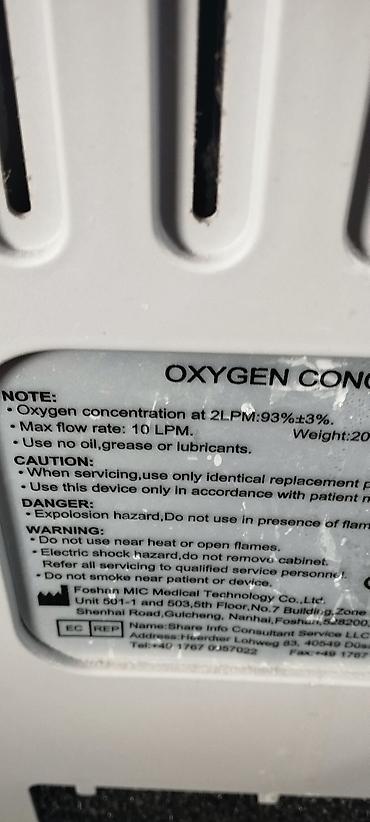 OXYGEN CONC
NOTE:
• Oxygen concentration at 2LPM:93%±3%.
• Max flow rate: 10 LPM. Weight:20
• Use no oil,grease or lubricants.
CAUTION:
• When servicing,use only identical replacement p
• Use this device only in accordance with patient m
DANGER:
• Expolosion hazard,Do not use in presence of flam
WARNING:
• Do not use near heat or open flames.
• Electric shock hazard,do not remove cabinet.
Refer all servicing to qualified service personnel.
• Do not smoke near patient or device.
Foshan MIC Medical Technology Co.,Ltd.
Unit 501-1 and 503,5th Floor,No.7 Building,Zone
Shenhai Road,Guicheng, Nanhai,Foshan,528200,
EC REP Name:Share Info Consultant Service LLC
Address:Heerdter Lohweg 83, 40549 Düs
Tel:+49 1767 0057022 Fax:+49 1767